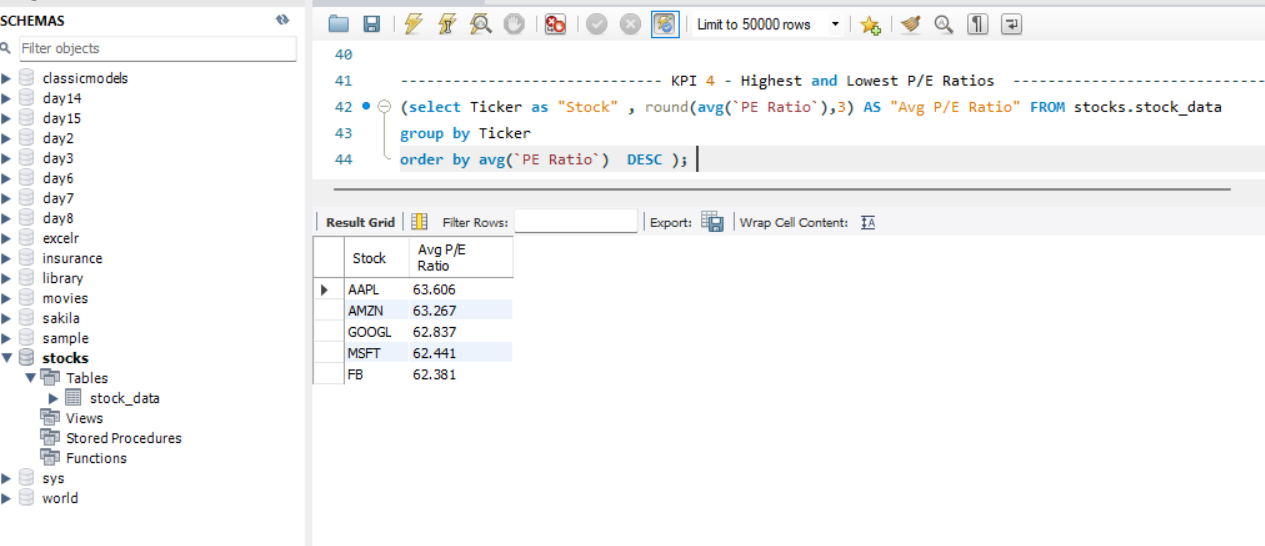 SCHEMAS
Filter objects
classicmodels
day14
day15
day2
day3
day6
day7
day8
excelr
insurance
library
movies
sakila
sample
stocks
Tables
stock_data
Views
Stored Procedures
Functions
sys
world
Limit to 50000 rows
40
41 ------------------------------ KPI 4 - Highest and Lowest P/E Ratios -----------------------------
42 (select Ticker as "Stock" , round(avg(`PE Ratio`),3) AS "Avg P/E Ratio" FROM stocks.stock_data
43 group by Ticker
44 order by avg(`PE Ratio`)  DESC );
Result Grid Filter Rows: Export: Wrap Cell Content: IA
Stock Avg P/E
Ratio
AAPL 63.606
AMZN 63.267
GOOGL 62.837
MSFT 62.441
FB 62.381